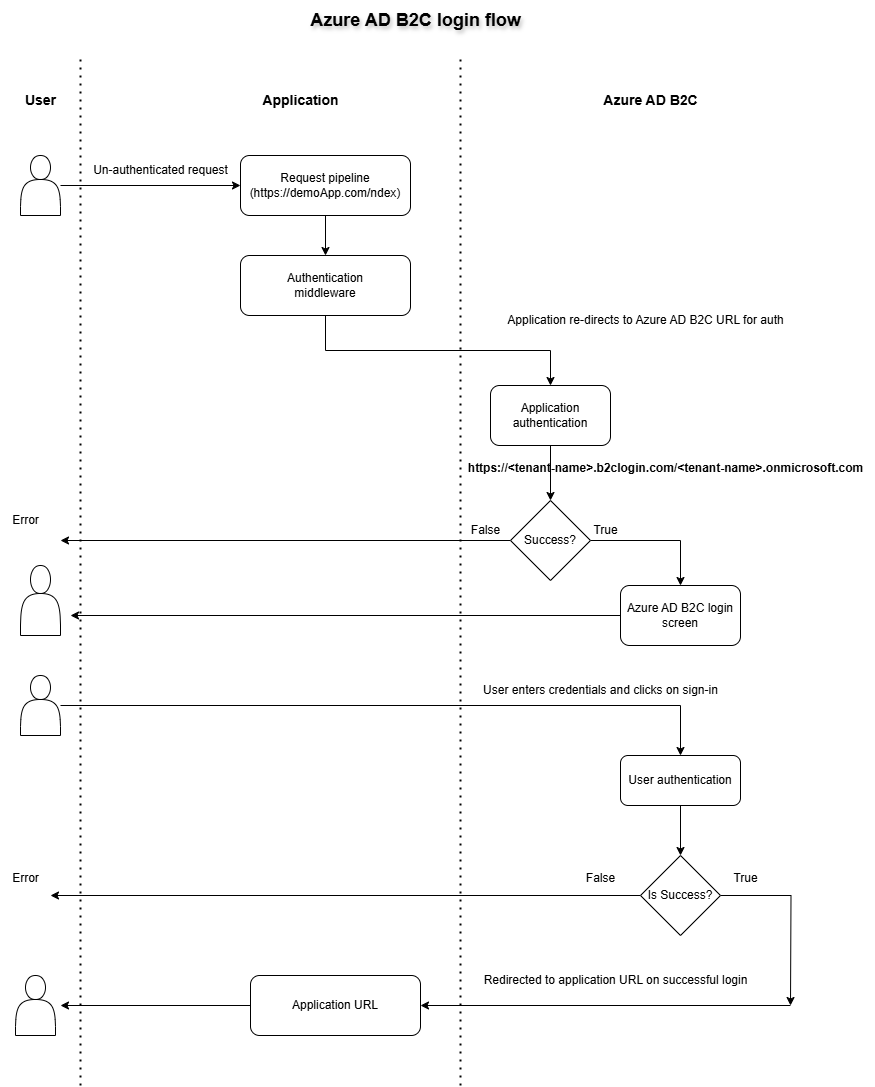 Azure AD B2C login flow
User
Application
Azure AD B2C
Un-authenticated request
Request pipeline
(https://demoApp.com/ndex)
Authentication
middleware
Application re-directs to Azure AD B2C URL for auth
Application
authentication
https://<tenant-name>.b2clogin.com/<tenant-name>.onmicrosoft.com
Error
False
Success?
True
Azure AD B2C login
screen
User enters credentials and clicks on sign-in
User authentication
Error
False
Is Success?
True
Redirected to application URL on successful login
Application URL